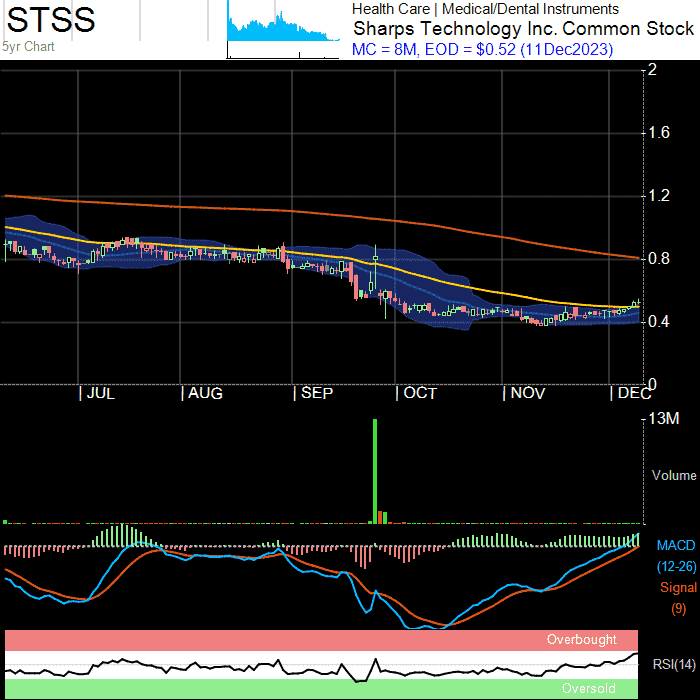 STSS
5yr Chart
Health Care | Medical/Dental Instruments
Sharps Technology Inc. Common Stock
MC = 8M, EOD = $0.52 (11Dec2023)
2
1.6
1.2
0.8
0.4
0
JUL AUG SEP OCT NOV DEC
13M
Volume
MACD
(12-26)
Signal
(9)
Overbought
RSI(14)
Oversold